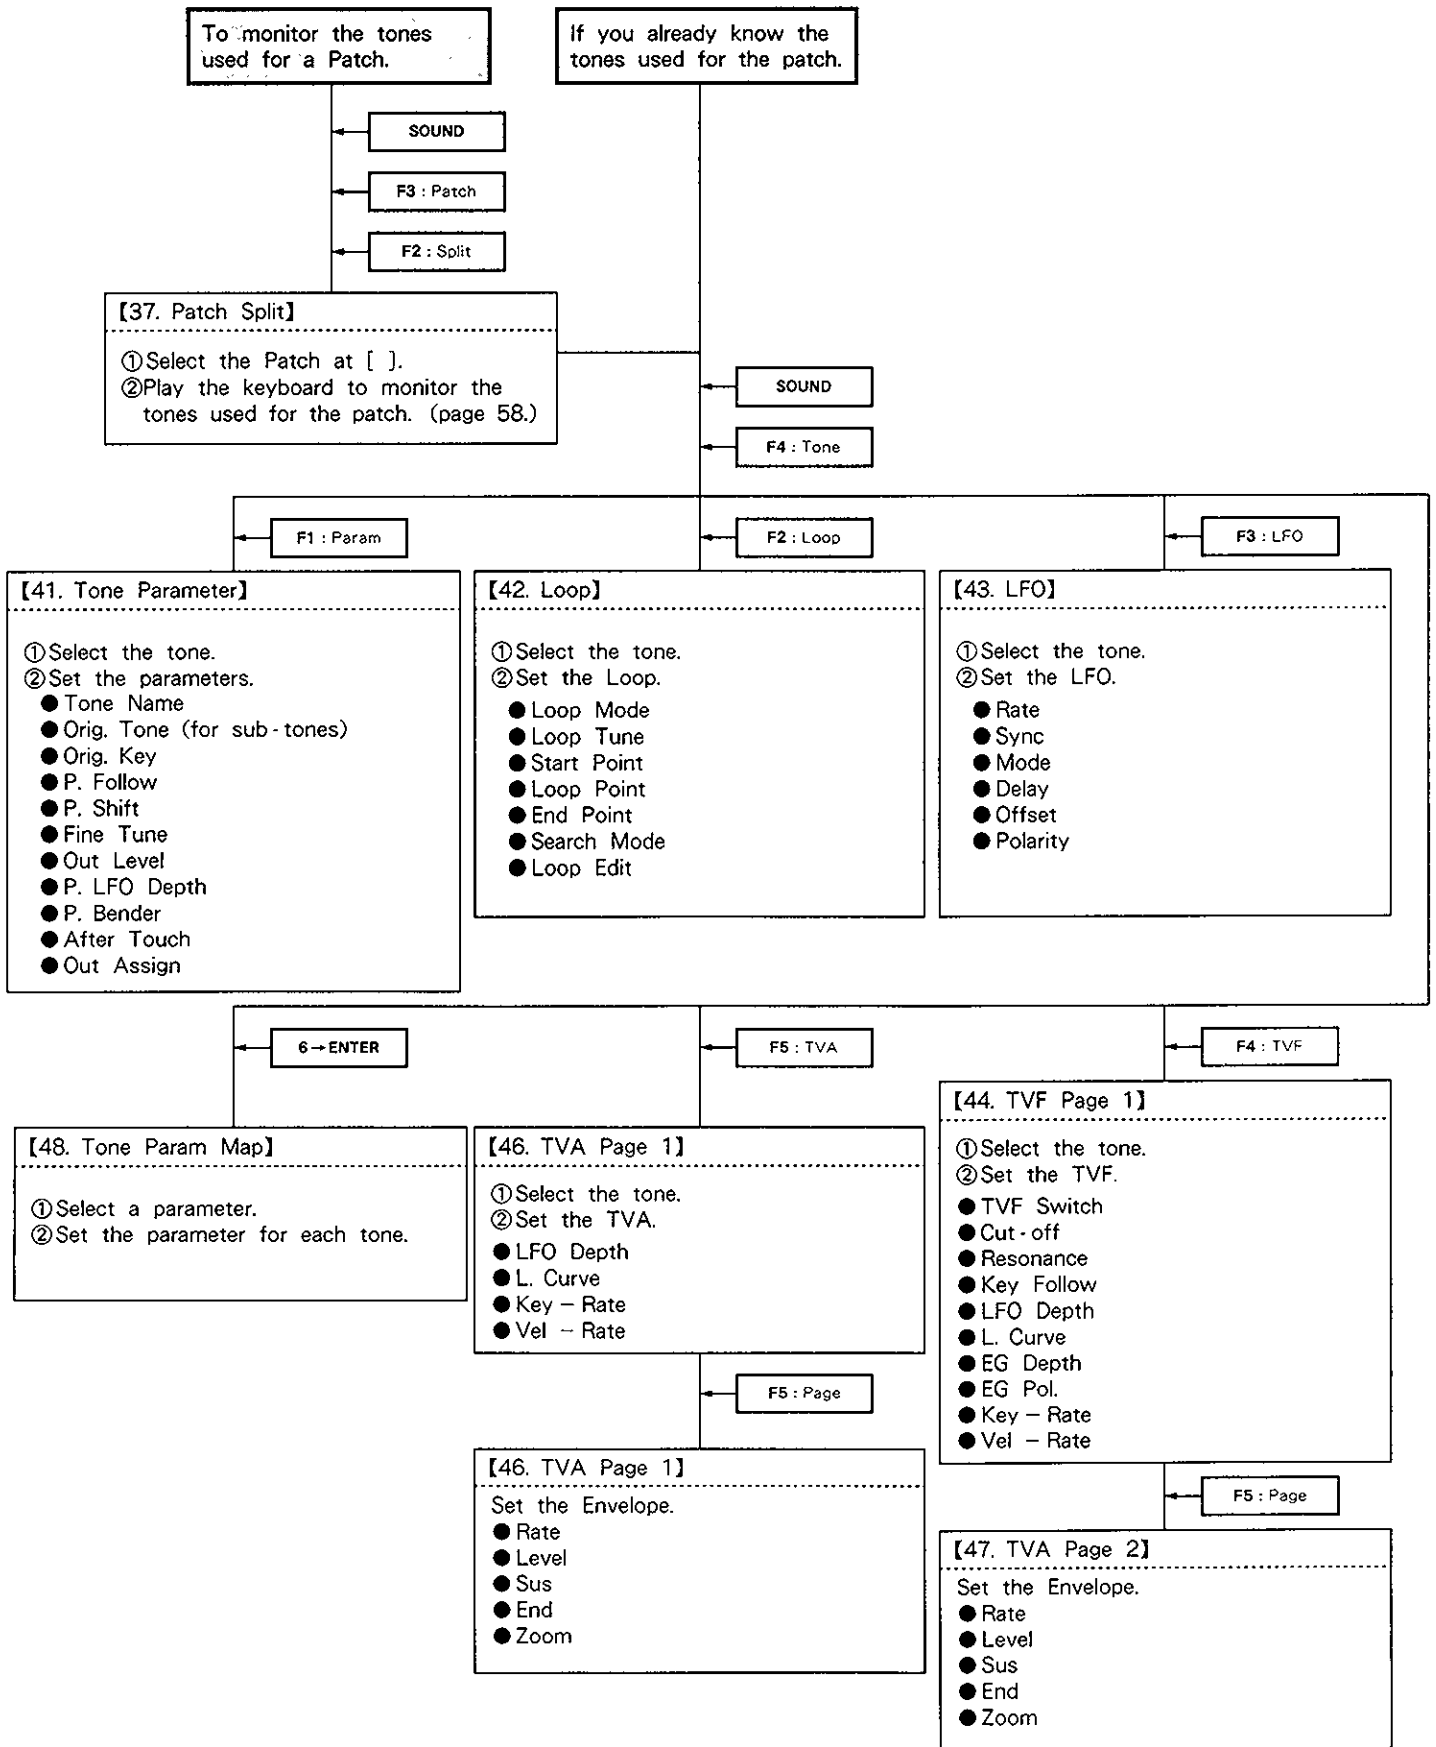 To monitor the tones
used for a Patch.
If you already know the
tones used for the patch.
SOUND
F3 : Patch
F2 : Split
【37. Patch Split】
①Select the Patch at [ ].
②Play the keyboard to monitor the
tones used for the patch. (page 58.)
SOUND
F4 : Tone
F1 : Param
F2 : Loop
F3 : LFO
【41. Tone Parameter】
①Select the tone.
②Set the parameters.
●Tone Name
●Orig. Tone (for sub-tones)
●Orig. Key
●P. Follow
●P. Shift
●Fine Tune
●Out Level
●P. LFO Depth
●P. Bender
●After Touch
●Out Assign
【42. Loop】
①Select the tone.
②Set the Loop.
●Loop Mode
●Loop Tune
●Start Point
●Loop Point
●End Point
●Search Mode
●Loop Edit
【43. LFO】
①Select the tone.
②Set the LFO.
●Rate
●Sync
●Mode
●Delay
●Offset
●Polarity
6→ENTER
F5 : TVA
F4 : TVF
【48. Tone Param Map】
①Select a parameter.
②Set the parameter for each tone.
【46. TVA Page 1】
①Select the tone.
②Set the TVA.
●LFO Depth
●L. Curve
●Key – Rate
●Vel – Rate
F5 : Page
【46. TVA Page 1】
Set the Envelope.
●Rate
●Level
●Sus
●End
●Zoom
【44. TVF Page 1】
①Select the tone.
②Set the TVF.
●TVF Switch
●Cut-off
●Resonance
●Key Follow
●LFO Depth
●L. Curve
●EG Depth
●EG Pol.
●Key – Rate
●Vel – Rate
F5 : Page
【47. TVA Page 2】
Set the Envelope.
●Rate
●Level
●Sus
●End
●Zoom